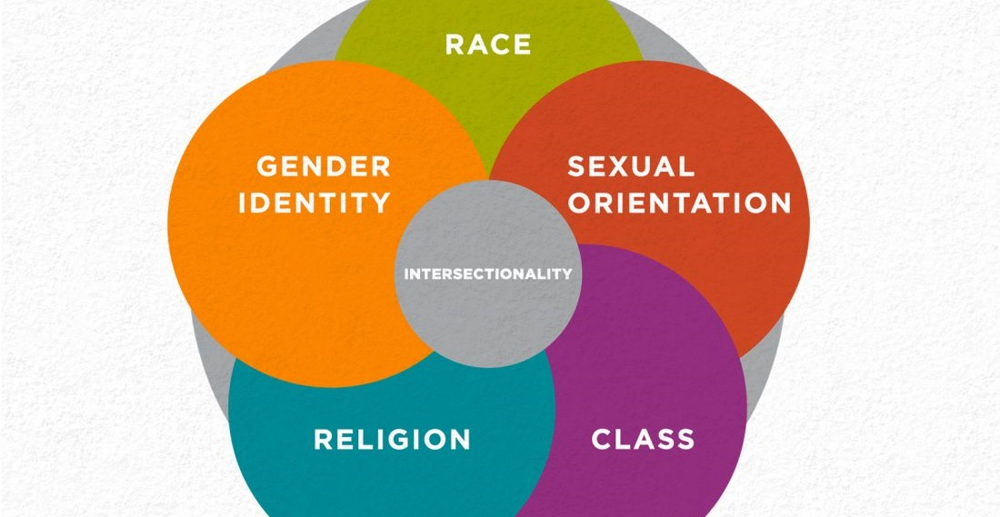 RACE
GENDER
IDENTITY
SEXUAL
ORIENTATION
INTERSECTIONALITY
RELIGION
CLASS